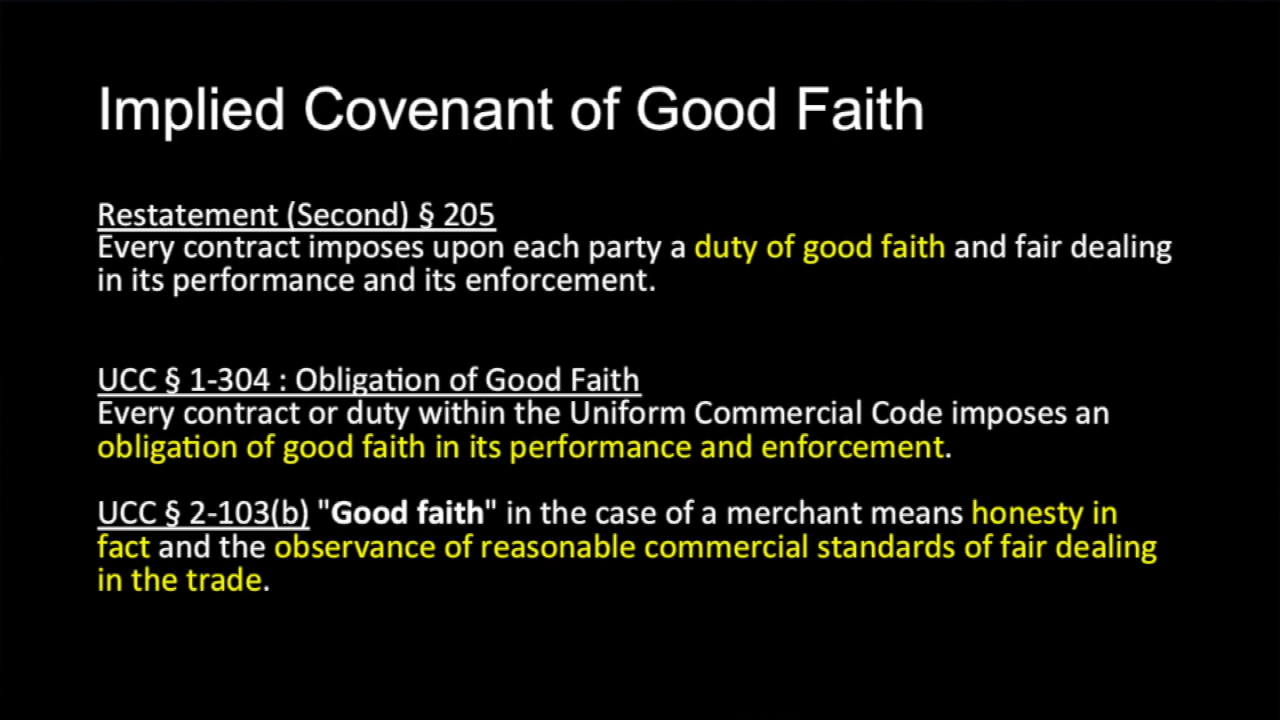 Implied Covenant of Good Faith
Restatement (Second) § 205
Every contract imposes upon each party a duty of good faith and fair dealing
in its performance and its enforcement.
UCC § 1-304 : Obligation of Good Faith
Every contract or duty within the Uniform Commercial Code imposes an
obligation of good faith in its performance and enforcement.
UCC § 2-103(b) "Good faith" in the case of a merchant means honesty in
fact and the observance of reasonable commercial standards of fair dealing
in the trade.